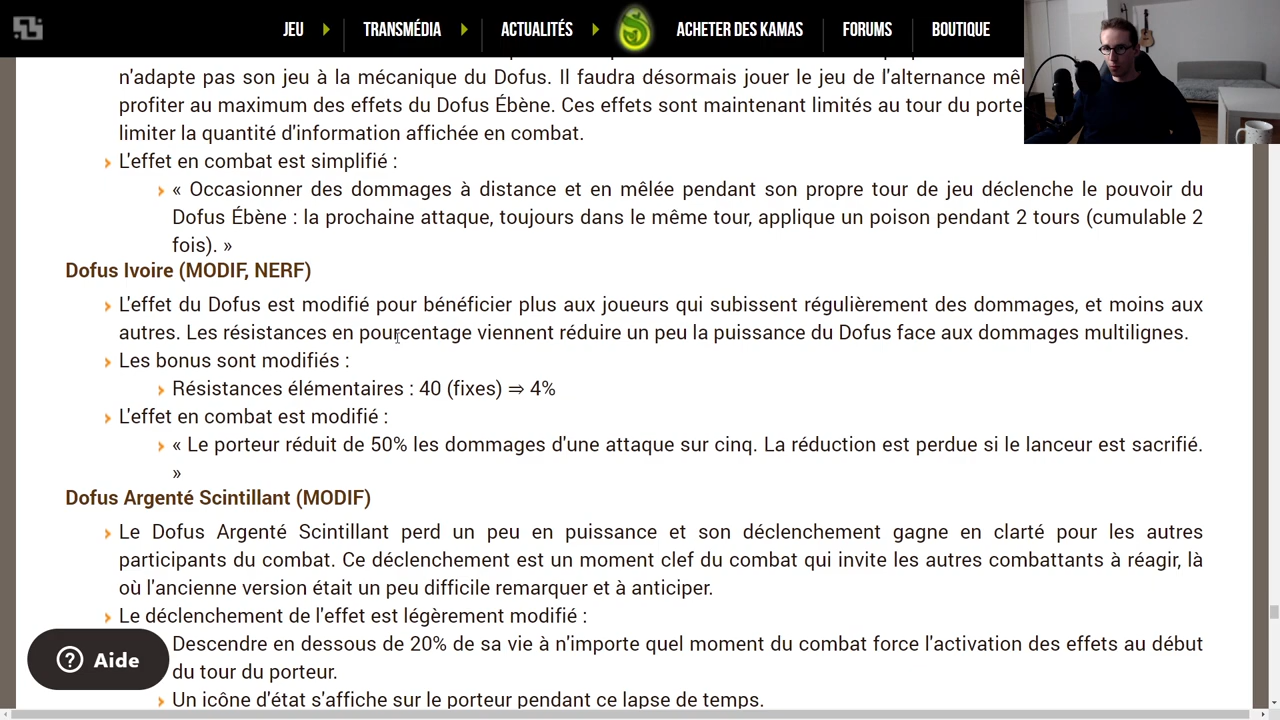 JEU
TRANSMÉDIA
ACTUALITÉS
ACHETER DES KAMAS
FORUMS
BOUTIQUE
n'adapte pas son jeu à la mécanique du Dofus. Il faudra désormais jouer le jeu de l'alternance mêl
profiter au maximum des effets du Dofus Ébène. Ces effets sont maintenant limités au tour du porte
limiter la quantité d'information affichée en combat.
L'effet en combat est simplifié :
« Occasionner des dommages à distance et en mêlée pendant son propre tour de jeu déclenche le pouvoir du
Dofus Ébène : la prochaine attaque, toujours dans le même tour, applique un poison pendant 2 tours (cumulable 2
fois). »
Dofus Ivoire (MODIF, NERF)
L'effet du Dofus est modifié pour bénéficier plus aux joueurs qui subissent régulièrement des dommages, et moins aux
autres. Les résistances en pourcentage viennent réduire un peu la puissance du Dofus face aux dommages multilignes.
Les bonus sont modifiés :
Résistances élémentaires : 40 (fixes) ⇒ 4%
L'effet en combat est modifié :
« Le porteur réduit de 50% les dommages d'une attaque sur cinq. La réduction est perdue si le lanceur est sacrifié.
»
Dofus Argenté Scintillant (MODIF)
Le Dofus Argenté Scintillant perd un peu en puissance et son déclenchement gagne en clarté pour les autres
participants du combat. Ce déclenchement est un moment clef du combat qui invite les autres combattants à réagir, là
où l'ancienne version était un peu difficile remarquer et à anticiper.
Le déclenchement de l'effet est légèrement modifié :
Descendre en dessous de 20% de sa vie à n'importe quel moment du combat force l'activation des effets au début
du tour du porteur.
Aide
Un icône d'état s'affiche sur le porteur pendant ce lapse de temps.